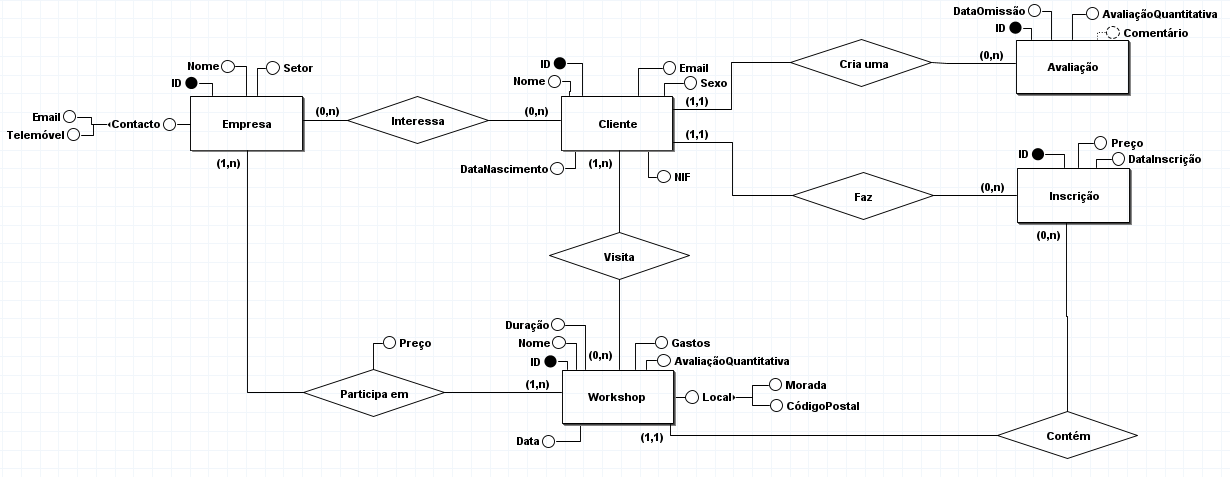 DataOmissão
AvaliaçãoQuantitativa
ID
Comentário
Avaliação
(0,n)
Cria uma
ID
Nome
Email
Sexo
(1,1)
Cliente
(0,n)
(1,1)
DataNascimento
(1,n)
NIF
Nome
Setor
ID
Empresa
(0,n)
Interessa
Email
Contacto
Telemóvel
(1,n)
Preço
ID
DataInscrição
Inscrição
(0,n)
Faz
(0,n)
Visita
Duração
Nome
ID
(0,n)
Gastos
AvaliaçãoQuantitativa
Preço
Participa em
(1,n)
Workshop
Local
Morada
CódigoPostal
Data
(1,1)
Contém